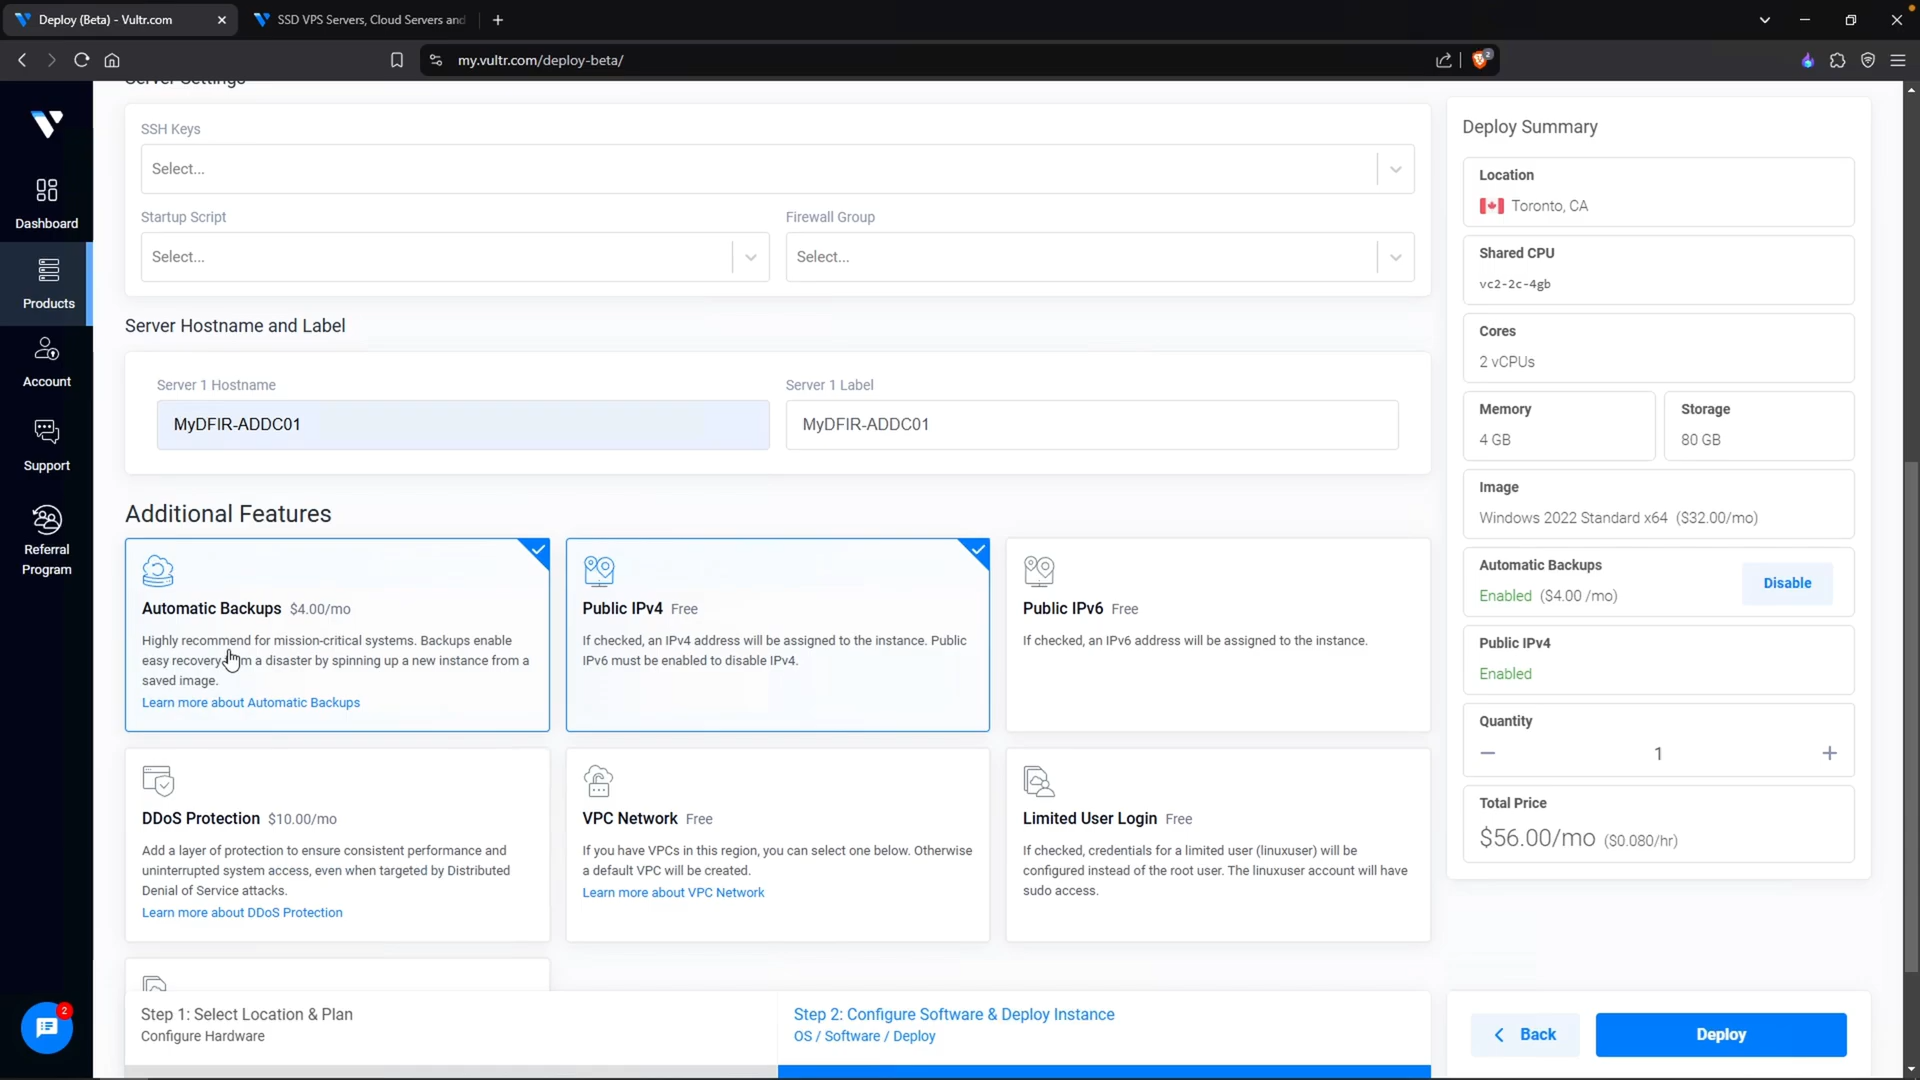 Deploy (Beta) - Vultr.com
SSD VPS Servers, Cloud Servers and
my.vultr.com/deploy-beta/
2
Server Settings
Dashboard
Products
Account
Support
Referral
Program
2
SSH Keys
Select...
Startup Script
Select...
Firewall Group
Select...
Server Hostname and Label
Server 1 Hostname
MyDFIR-ADDC01
Server 1 Label
MyDFIR-ADDC01
Additional Features
Automatic Backups $4.00/mo
Highly recommend for mission-critical systems. Backups enable
easy recovery a disaster by spinning up a new instance from a
saved image.
Learn more about Automatic Backups
Public IPv4 Free
If checked, an IPv4 address will be assigned to the instance. Public
IPv6 must be enabled to disable IPv4.
Public IPv6 Free
If checked, an IPv6 address will be assigned to the instance.
DDoS Protection $10.00/mo
Add a layer of protection to ensure consistent performance and
uninterrupted system access, even when targeted by Distributed
Denial of Service attacks.
Learn more about DDoS Protection
VPC Network Free
If you have VPCs in this region, you can select one below. Otherwise
a default VPC will be created.
Learn more about VPC Network
Limited User Login Free
If checked, credentials for a limited user (linuxuser) will be
configured instead of the root user. The linuxuser account will have
sudo access.
Step 1: Select Location & Plan
Configure Hardware
Step 2: Configure Software & Deploy Instance
OS / Software / Deploy
Deploy Summary
Location
Toronto, CA
Shared CPU
vc2-2c-4gb
Cores
2 vCPUs
Memory
4 GB
Storage
80 GB
Image
Windows 2022 Standard x64 ($32.00/mo)
Automatic Backups
Enabled ($4.00 /mo)
Disable
Public IPv4
Enabled
Quantity
1
Total Price
$56.00/mo ($0.080/hr)
Back
Deploy